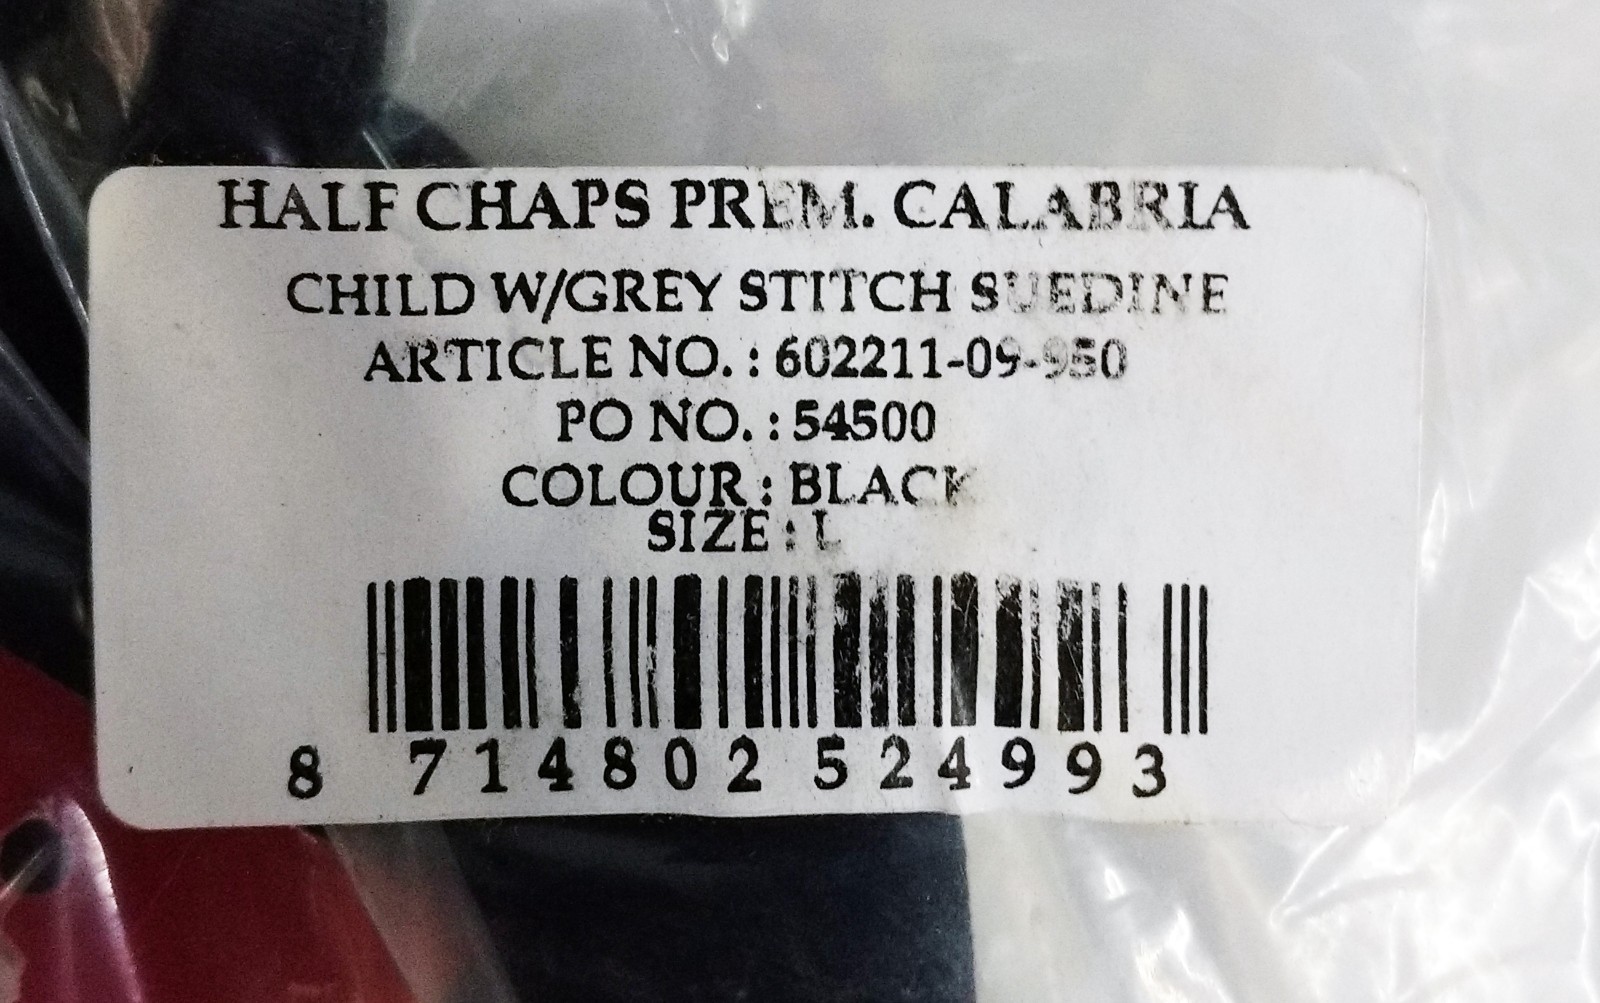 HALF CHAPS PREM. CALABRIA
CHILD W/GREY STITCH SUEDINE
ARTICLE NO. : 602211-09-950
PO NO. : 54500
COLOUR : BLACK
SIZE : L
8 714802 524993